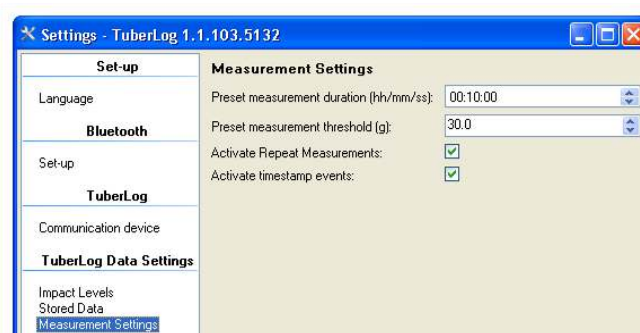 Settings - TuberLog 1.1.103.5132
Set-up
Language
Bluetooth
Set-up
TuberLog
Communication device
TuberLog Data Settings
Impact Levels
Stored Data
Measurement Settings
Measurement Settings
Preset measurement duration (hh/mm/ss): 00:10:00
Preset measurement threshold (g): 30.0
Activate Repeat Measurements:
Activate timestamp events: